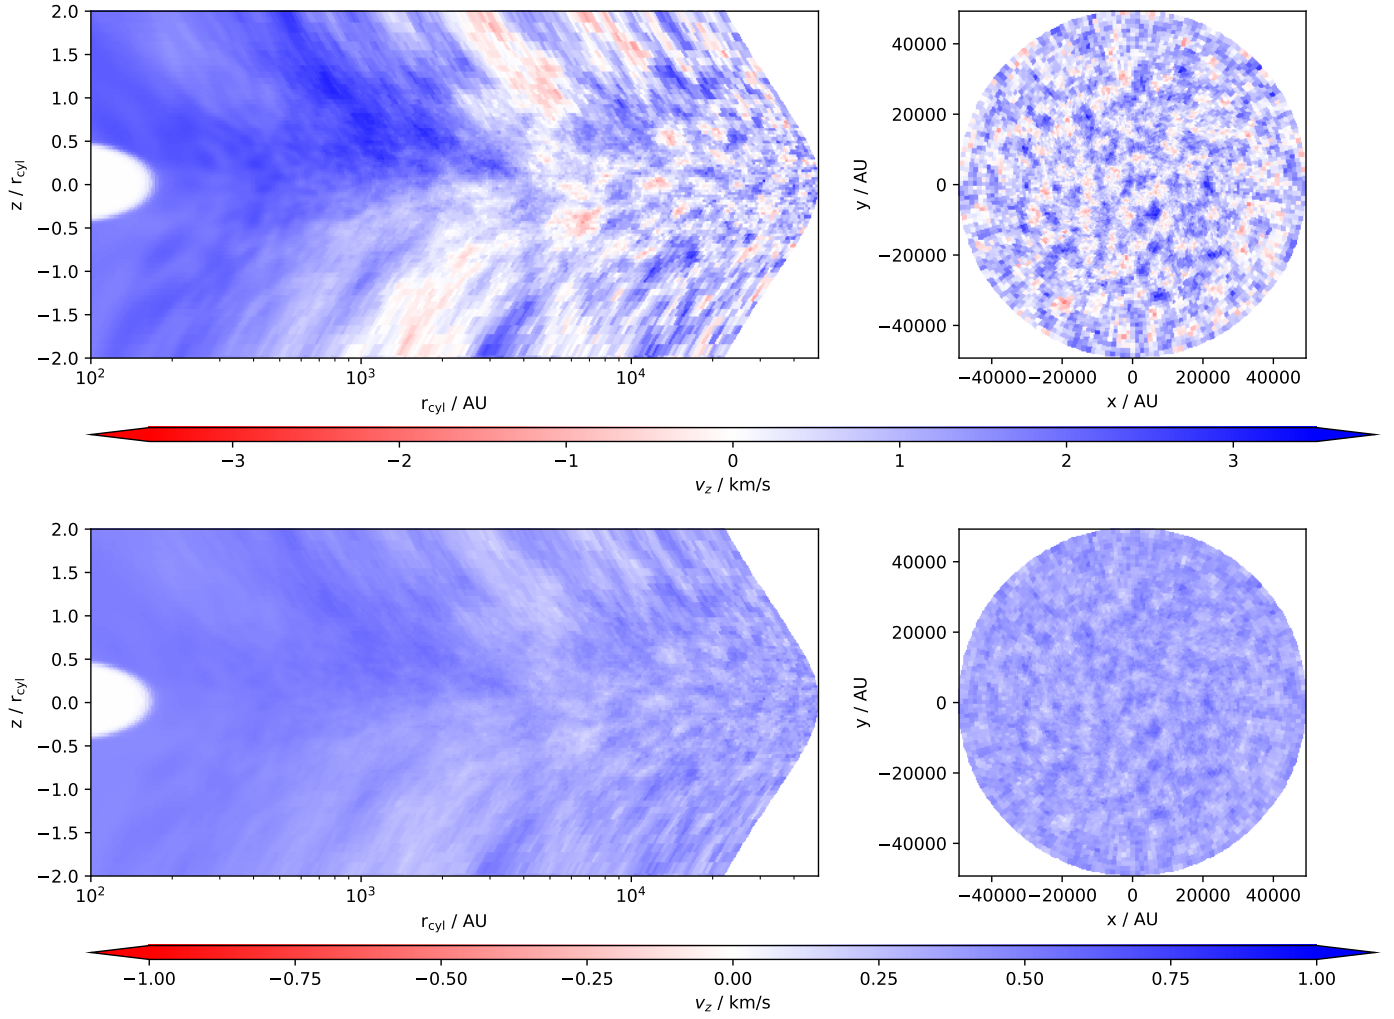 2.0
1.5
1.0
0.5
0.0
−0.5
−1.0
−1.5
−2.0
z / r_cyl
10² 10³ 10⁴
r_cyl / AU
40000
20000
0
−20000
−40000
y / AU
−40000 −20000 0 20000 40000
x / AU
−3 −2 −1 0 1 2 3
v_z / km/s
2.0
1.5
1.0
0.5
0.0
−0.5
−1.0
−1.5
−2.0
z / r_cyl
10² 10³ 10⁴
r_cyl / AU
40000
20000
0
−20000
−40000
y / AU
−40000 −20000 0 20000 40000
x / AU
−1.00 −0.75 −0.50 −0.25 0.00 0.25 0.50 0.75 1.00
v_z / km/s